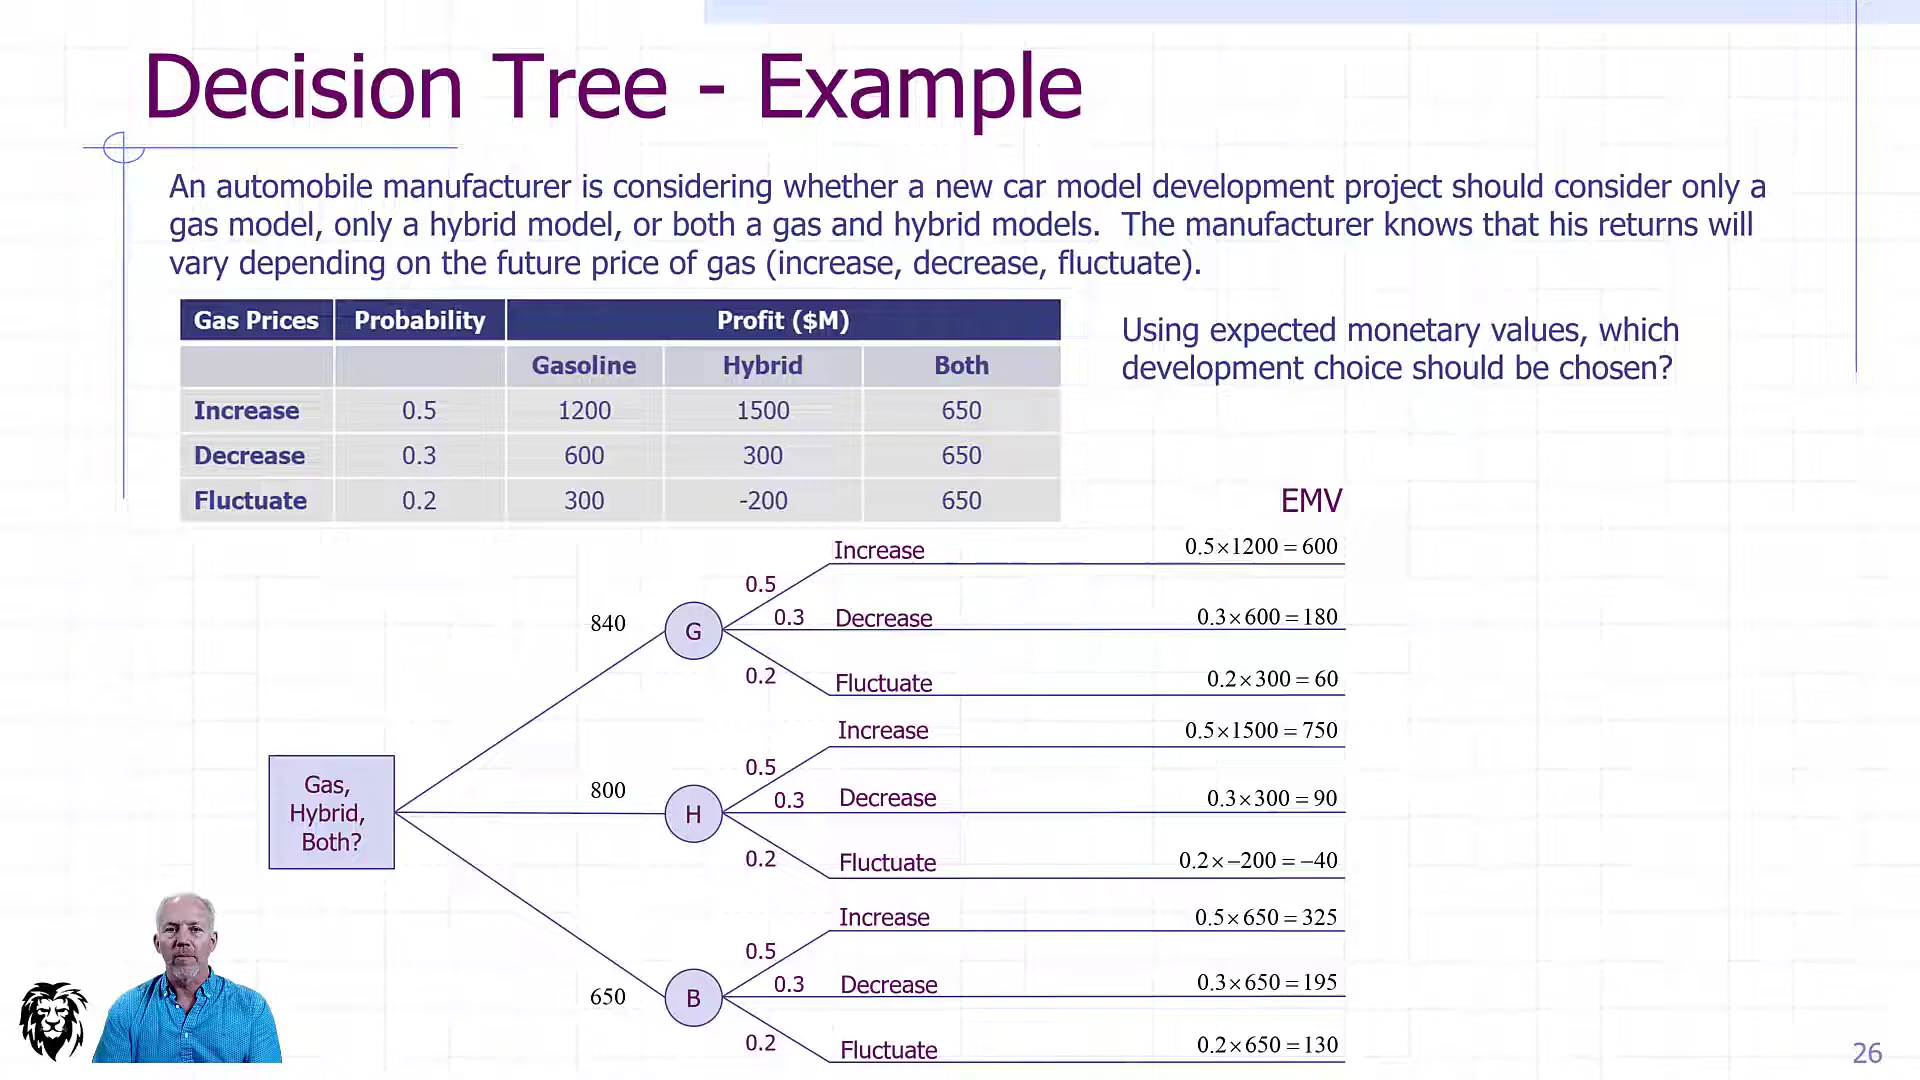 Decision Tree - Example
An automobile manufacturer is considering whether a new car model development project should consider only a
gas model, only a hybrid model, or both a gas and hybrid models.  The manufacturer knows that his returns will
vary depending on the future price of gas (increase, decrease, fluctuate).
Gas Prices Probability Profit ($M)
Gasoline Hybrid Both
Increase 0.5 1200 1500 650
Decrease 0.3 600 300 650
Fluctuate 0.2 300 -200 650
Using expected monetary values, which
development choice should be chosen?
EMV
Increase 0.5×1200=600
0.5
840 G 0.3 Decrease 0.3×600=180
0.2
Fluctuate 0.2×300=60
Increase 0.5×1500=750
0.5
800 H 0.3 Decrease 0.3×300=90
0.2
Fluctuate 0.2×−200=−40
Gas,
Hybrid,
Both?
Increase 0.5×650=325
0.5
650 B 0.3 Decrease 0.3×650=195
0.2
Fluctuate 0.2×650=130
26